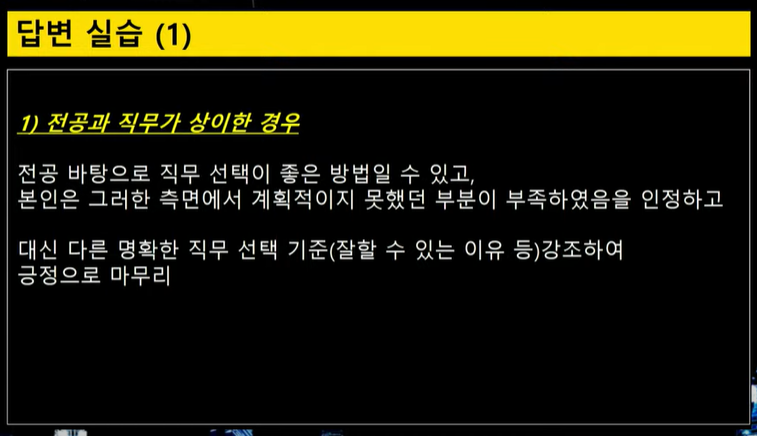 답변 실습 (1)
1) 전공과 직무가 상이한 경우
전공 바탕으로 직무 선택이 좋은 방법일 수 있고,
본인은 그러한 측면에서 계획적이지 못했던 부분이 부족하였음을 인정하고
대신 다른 명확한 직무 선택 기준(잘할 수 있는 이유 등)강조하여
긍정으로 마무리